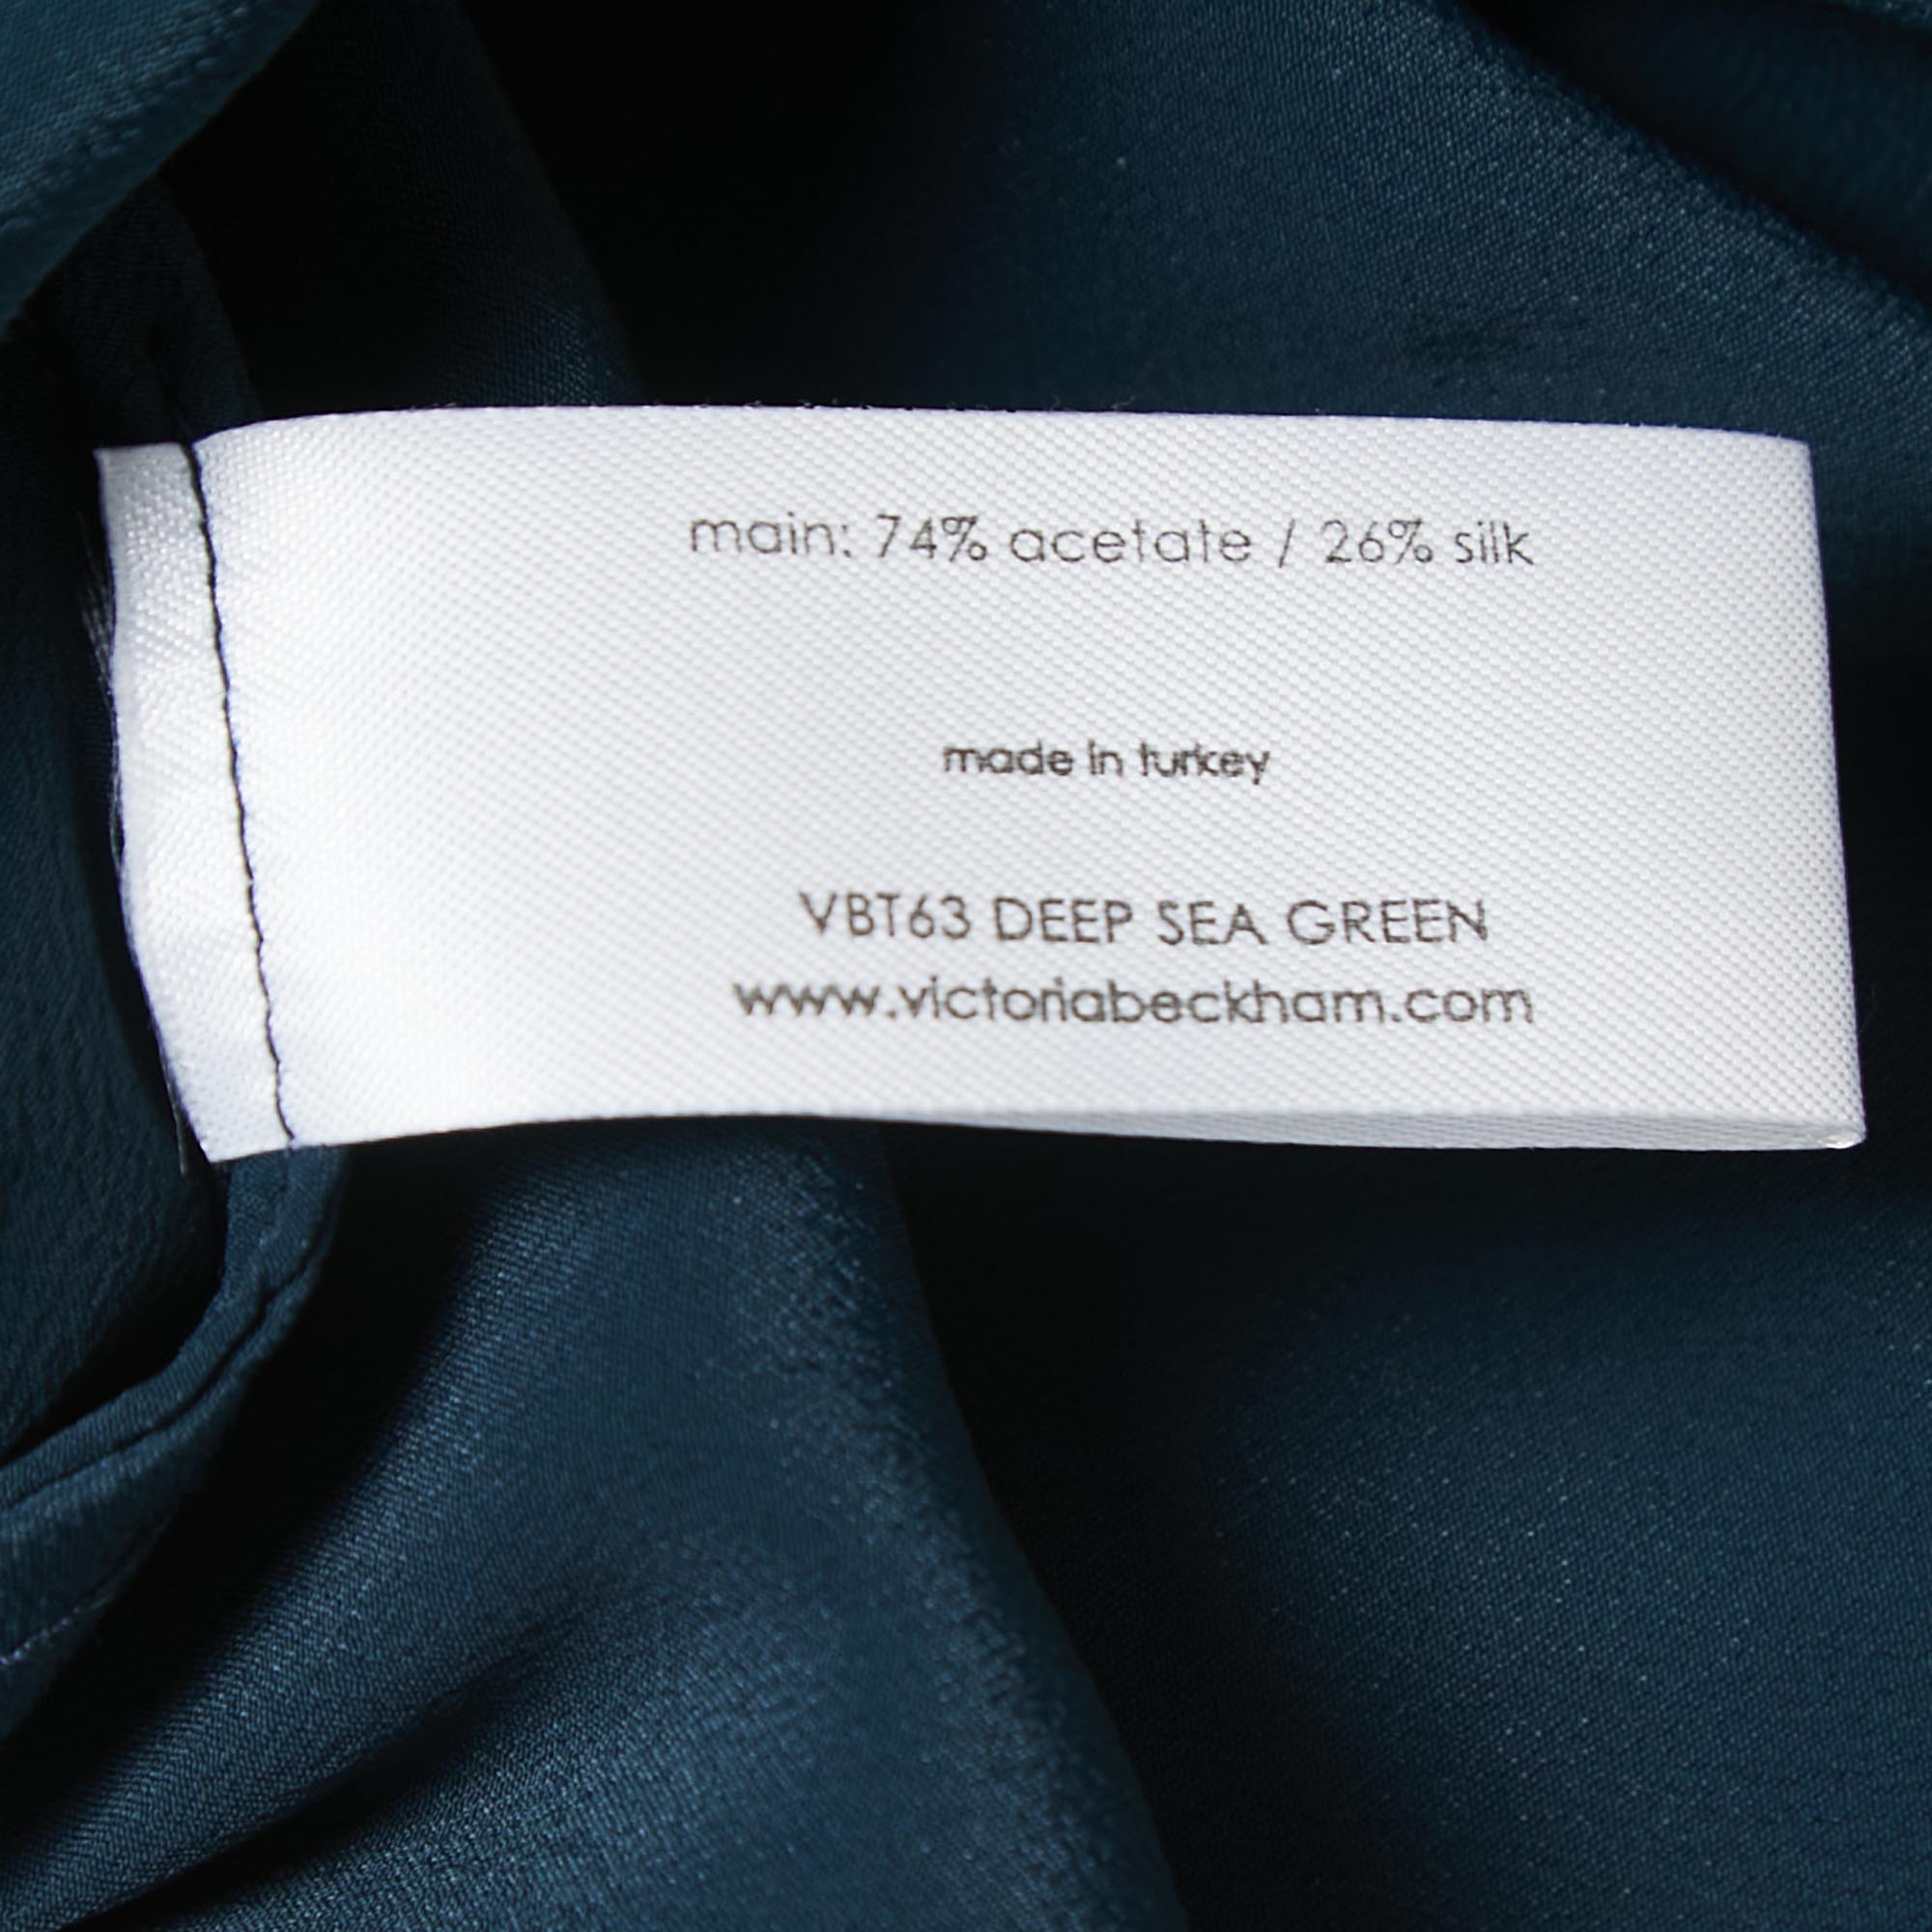 main: 74% acetate / 26% silk
made in turkey
VBT63 DEEP SEA GREEN
www.victoriabeckham.com